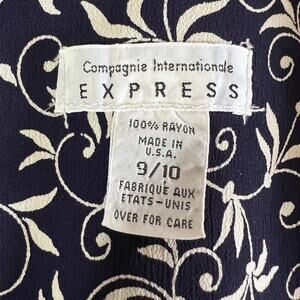 Compagnie Internationale
EXPRESS
100% RAYON
MADE IN
U.S.A.
9/10
FABRIQUÉ AUX
ETATS-UNIS
OVER FOR CARE